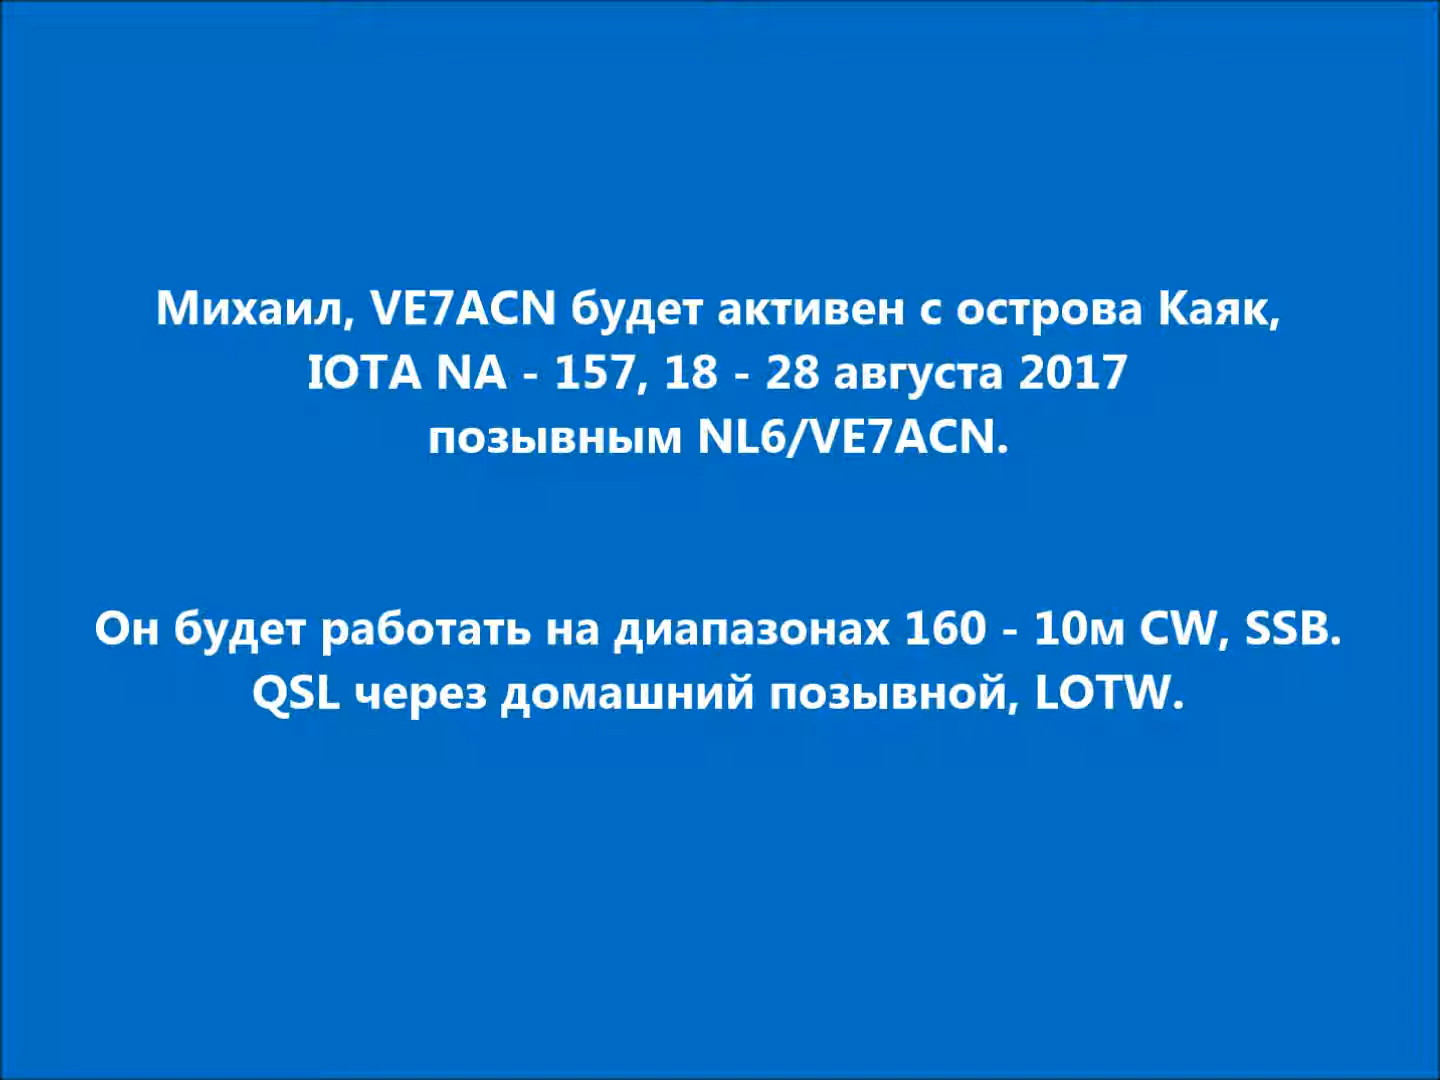 Михаил, VE7ACN будет активен с острова Каяк,
IOTA NA - 157, 18 - 28 августа 2017
позывным NL6/VE7ACN.
Он будет работать на диапазонах 160 - 10м CW, SSB.
QSL через домашний позывной, LOTW.